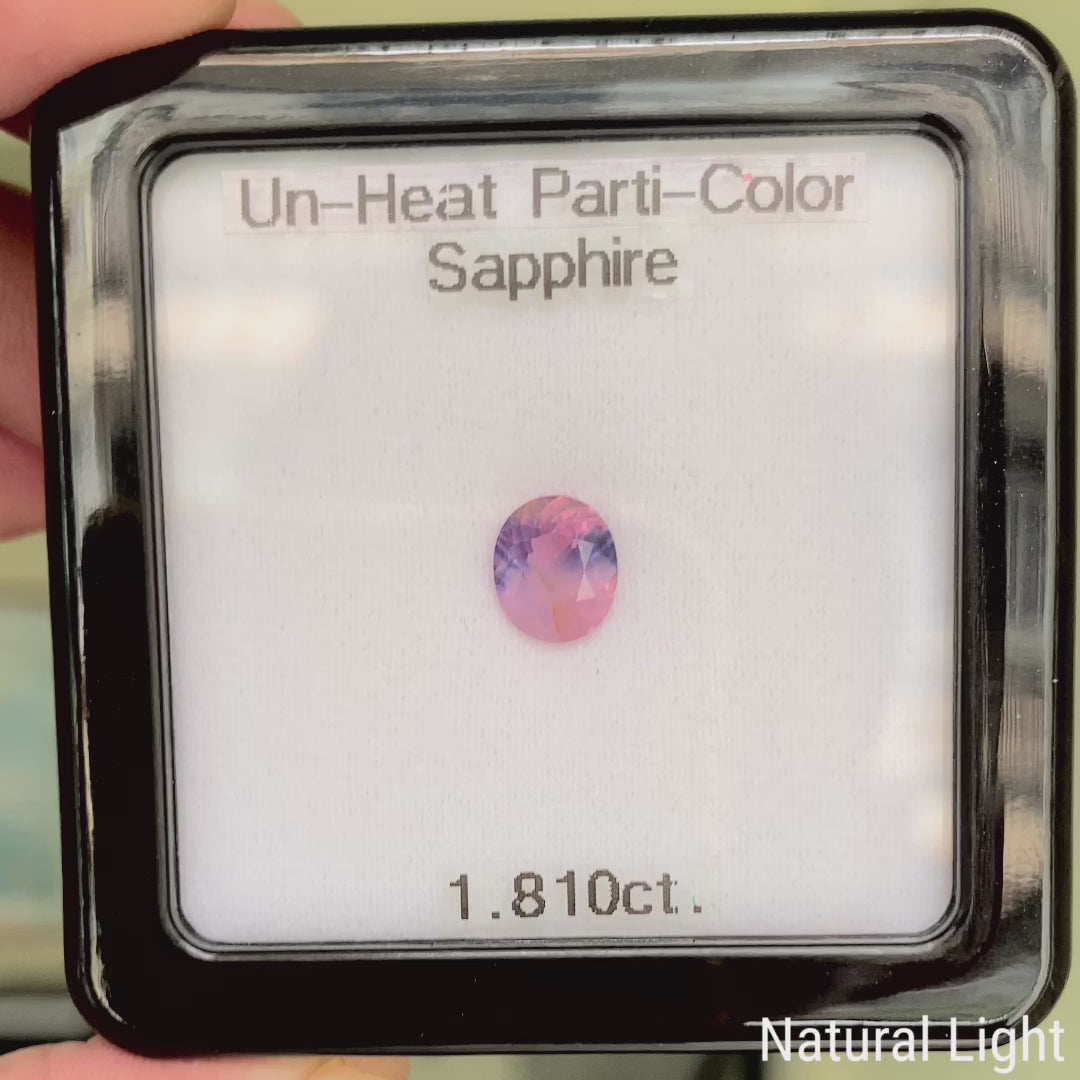 Un-Heat Parti-Color
Sapphire
1.810ct.
Natural Light